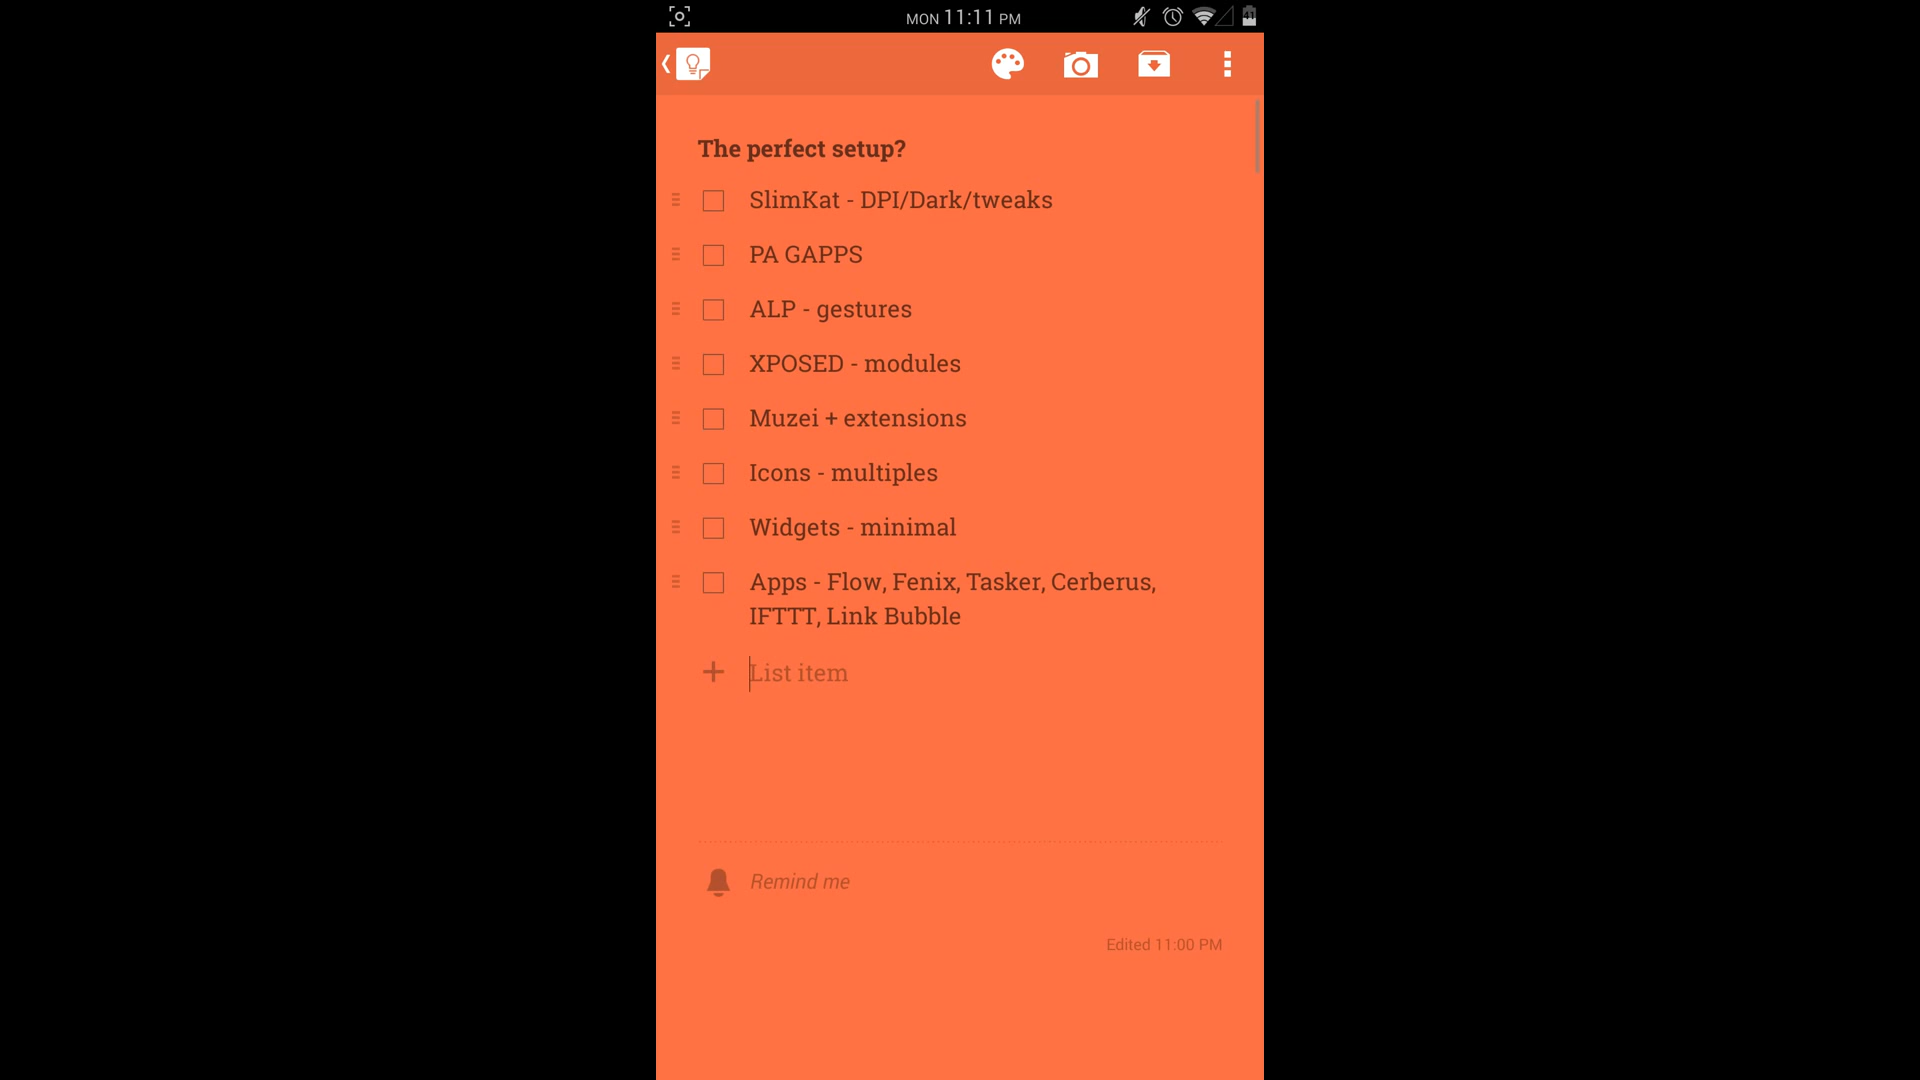 MON 11:11 PM
41
The perfect setup?
SlimKat - DPI/Dark/tweaks
PA GAPPS
ALP - gestures
XPOSED - modules
Muzei + extensions
Icons - multiples
Widgets - minimal
Apps - Flow, Fenix, Tasker, Cerberus,
IFTTT, Link Bubble
List item
Remind me
Edited 11:00 PM